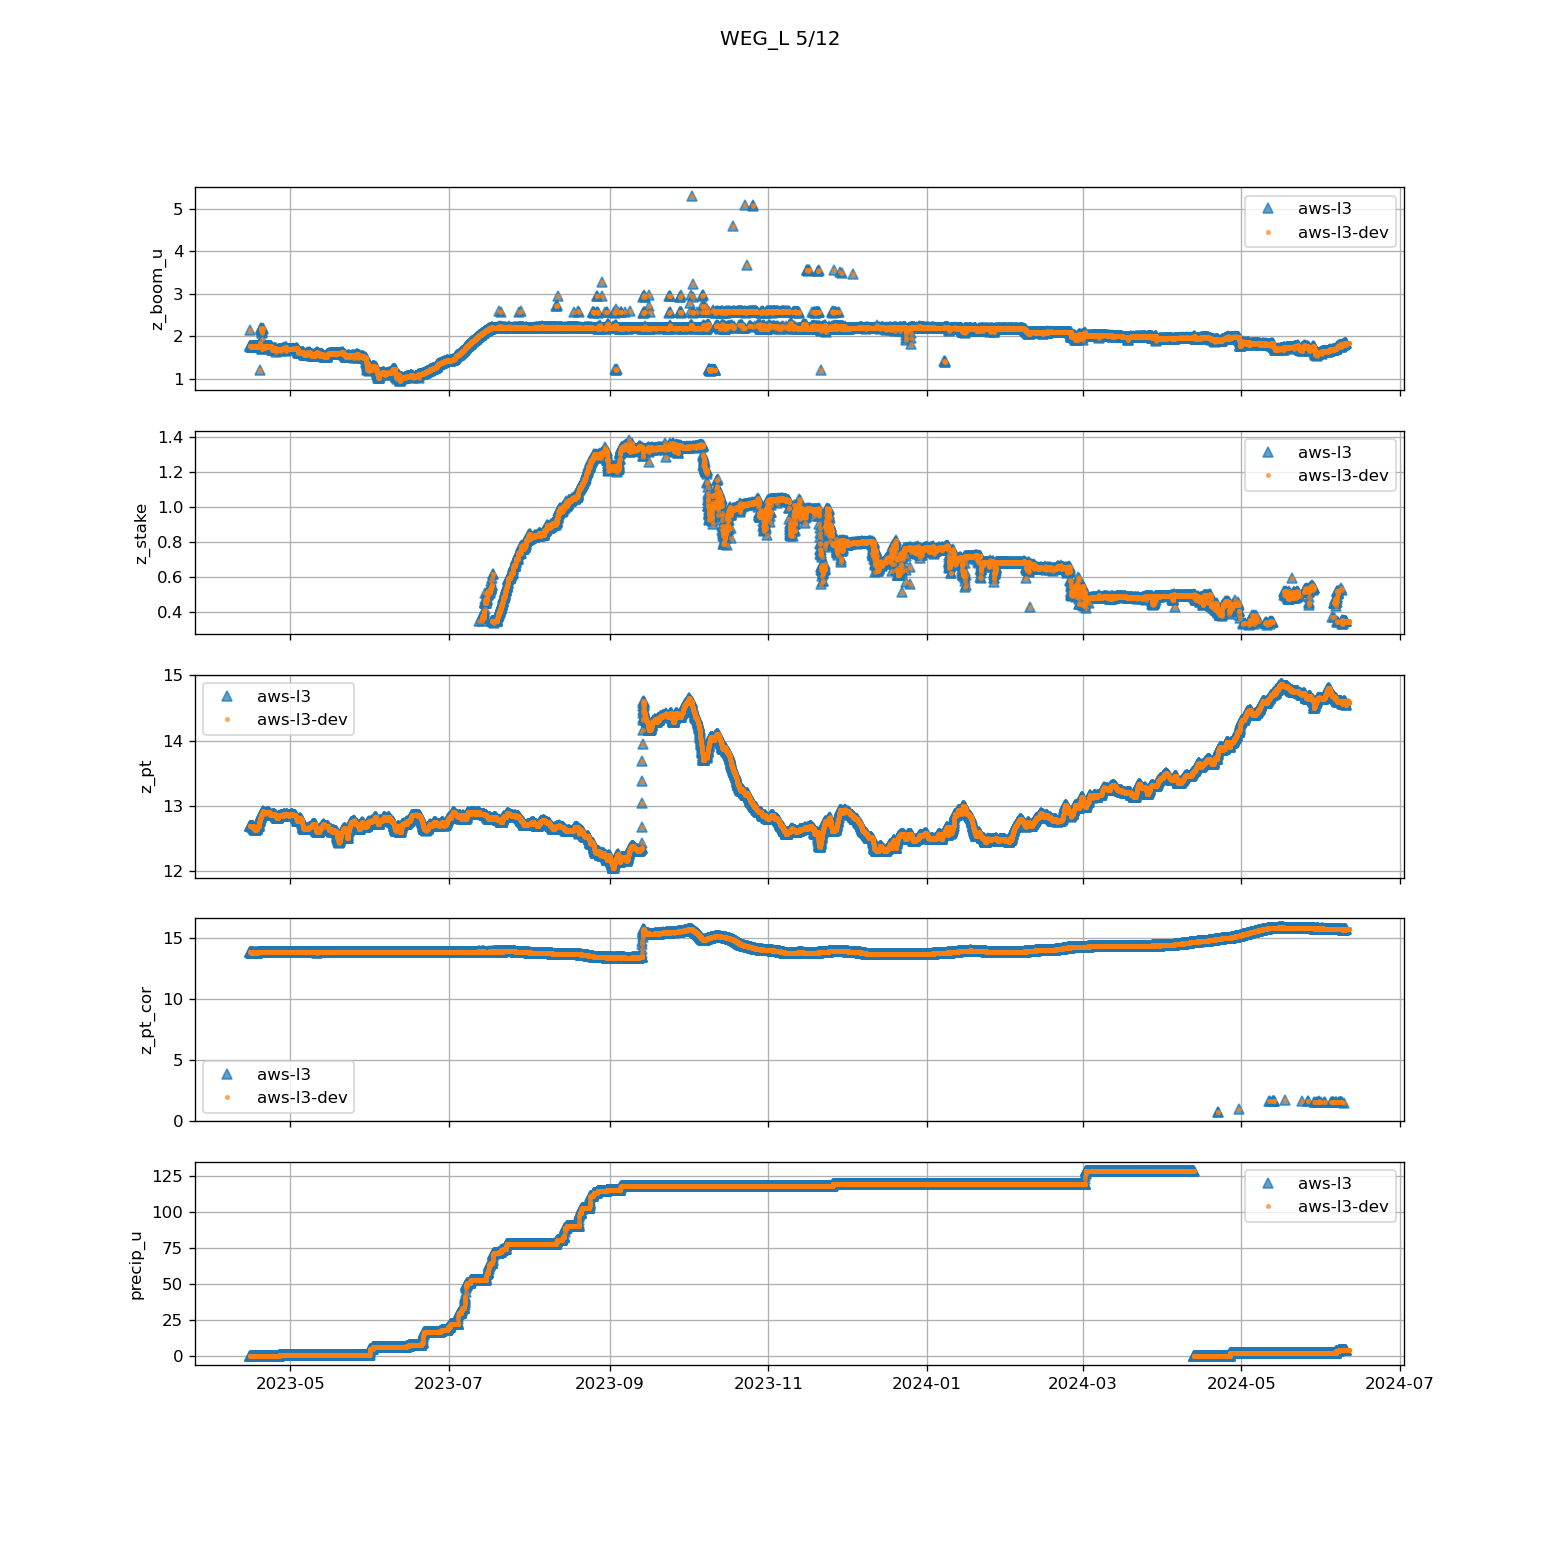 WEG_L 5/12
z_boom_u
5
4
3
2
1
aws-l3
aws-l3-dev
z_stake
1.4
1.2
1.0
0.8
0.6
0.4
aws-l3
aws-l3-dev
z_pt
15
14
13
12
aws-l3
aws-l3-dev
z_pt_cor
15
10
5
0
aws-l3
aws-l3-dev
precip_u
125
100
75
50
25
0
aws-l3
aws-l3-dev
2023-05 2023-07 2023-09 2023-11 2024-01 2024-03 2024-05 2024-07